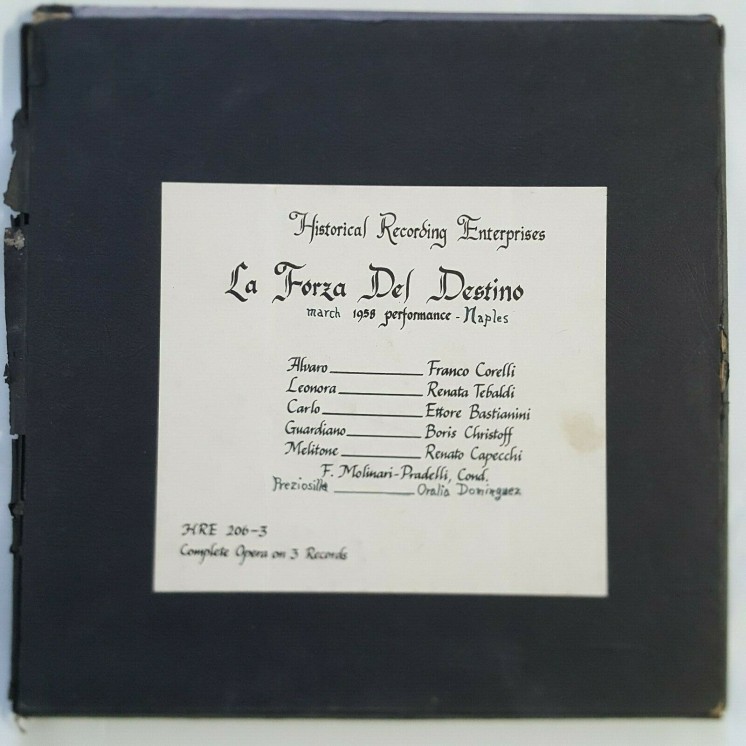 Historical Recording Enterprises
La Forza Del Destino
march 1958 performance - Naples
Alvaro Franco Corelli
Leonora Renata Tebaldi
Carlo Ettore Bastianini
Guardiano Boris Christoff
Melitone Renato Capecchi
F. Molinari-Pradelli, Cond.
Preziosilla Oralia Dominguez
HRE 206-3
Complete Opera on 3 Records